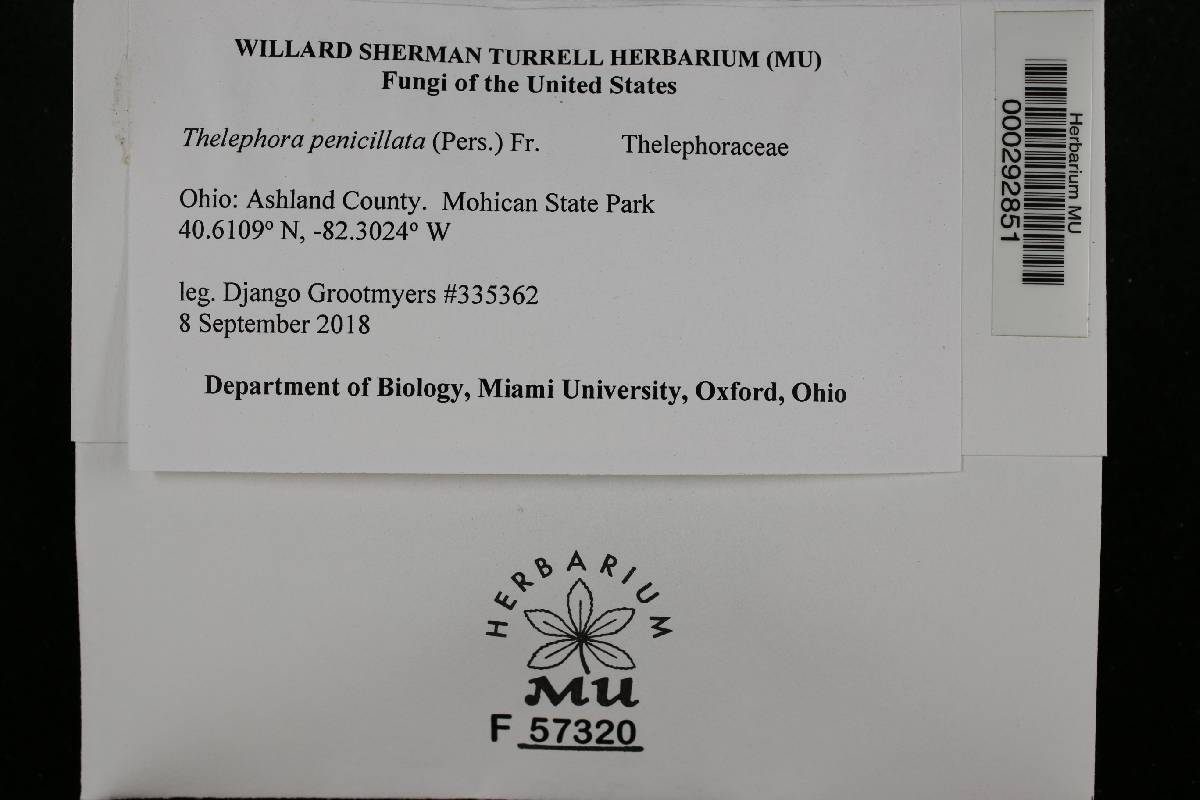 WILLARD SHERMAN TURRELL HERBARIUM (MU)
Fungi of the United States
Thelephora penicillata (Pers.) Fr. Thelephoraceae
Ohio: Ashland County. Mohican State Park
40.6109º N, -82.3024º W
leg. Django Grootmyers #335362
8 September 2018
Department of Biology, Miami University, Oxford, Ohio
Herbarium MU
000292851
HERBARIUM
MU
F 57320